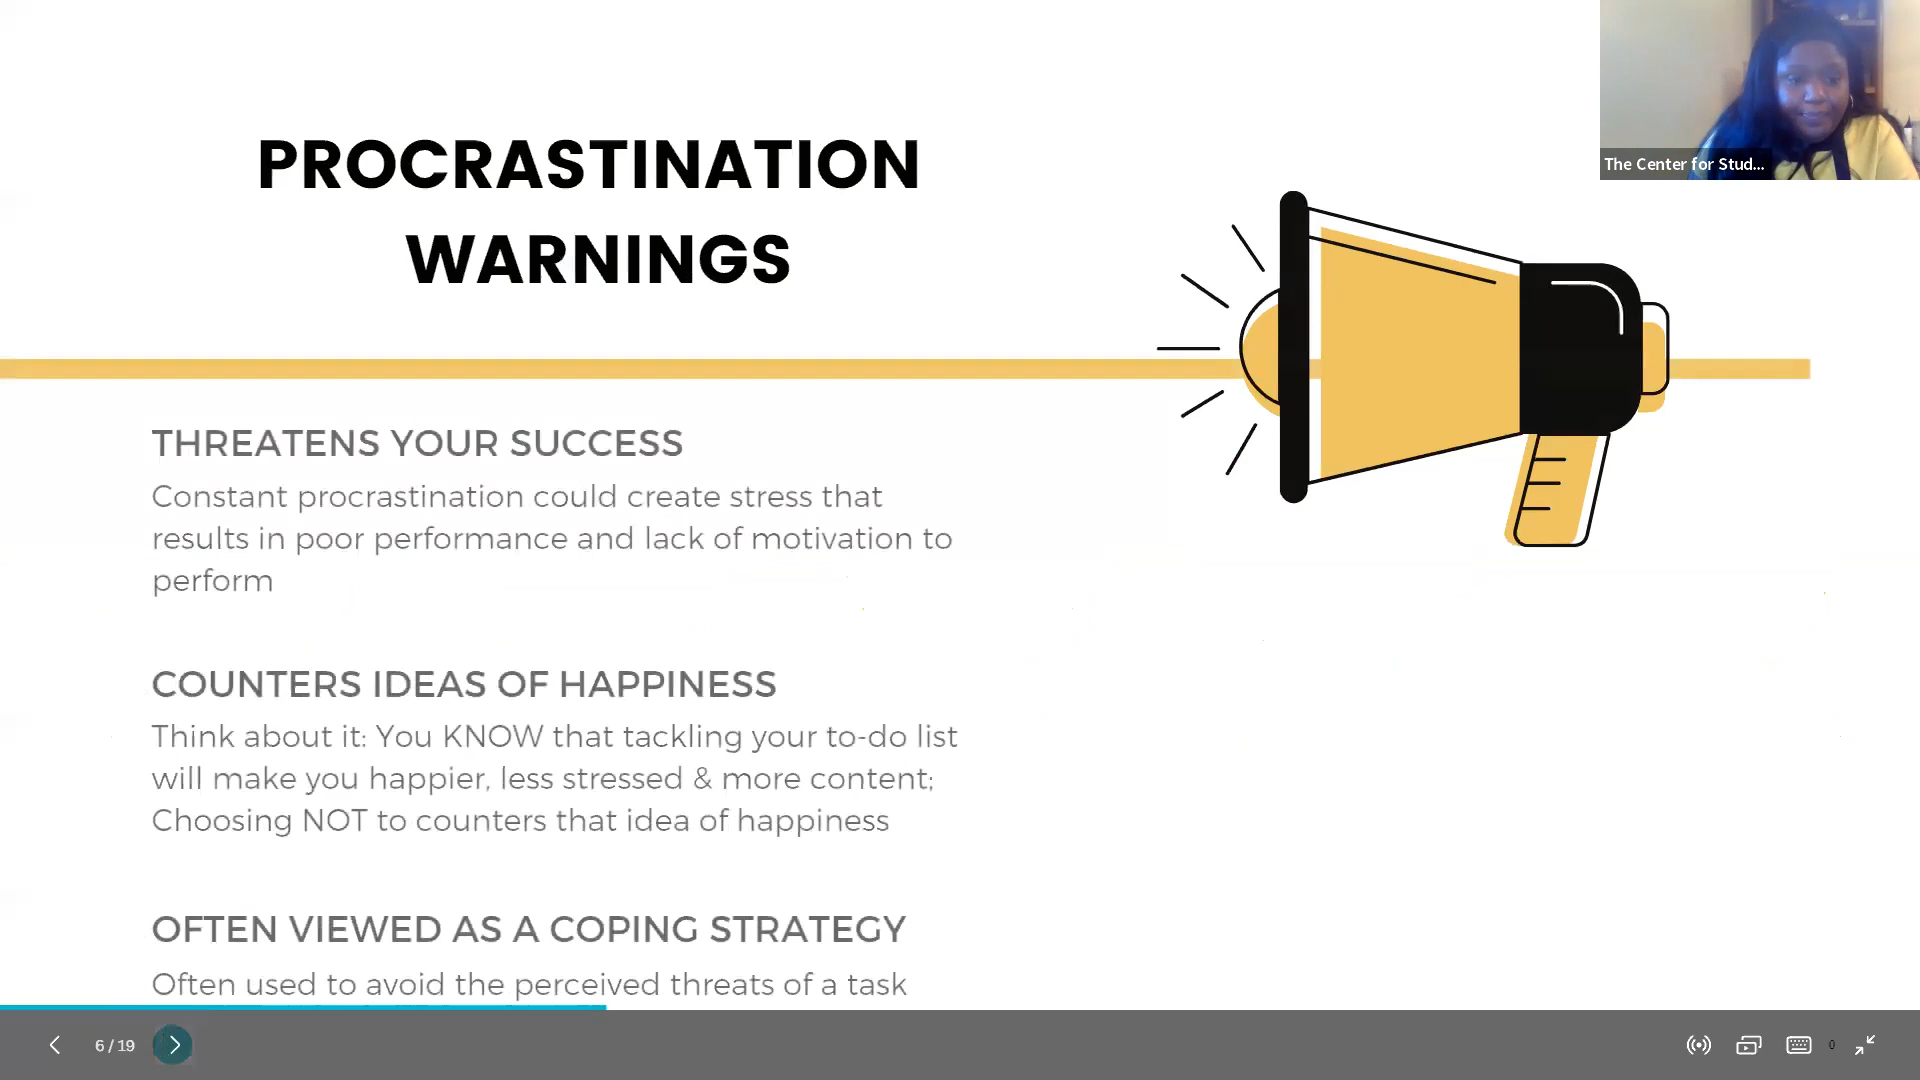 PROCRASTINATION
WARNINGS
The Center for Stud...
THREATENS YOUR SUCCESS
Constant procrastination could create stress that
results in poor performance and lack of motivation to
perform
COUNTERS IDEAS OF HAPPINESS
Think about it: You KNOW that tackling your to-do list
will make you happier, less stressed & more content;
Choosing NOT to counters that idea of happiness
OFTEN VIEWED AS A COPING STRATEGY
Often used to avoid the perceived threats of a task
6 / 19
0